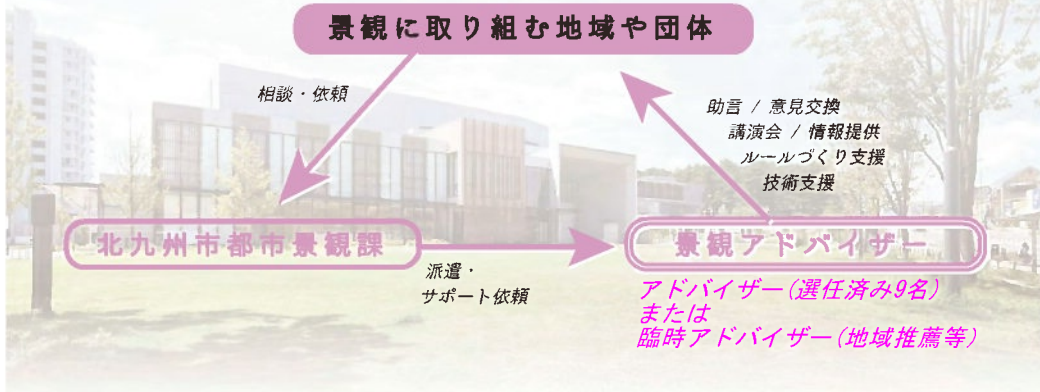 景観に取り組む地域や団体
相談・依頼
助言 / 意見交換
講演会 / 情報提供
ルールづくり支援
技術支援
北九州市都市景観課
派遣・
サポート依頼
景観アドバイザー
アドバイザー(選任済み9名)
または
臨時アドバイザー(地域推薦等)